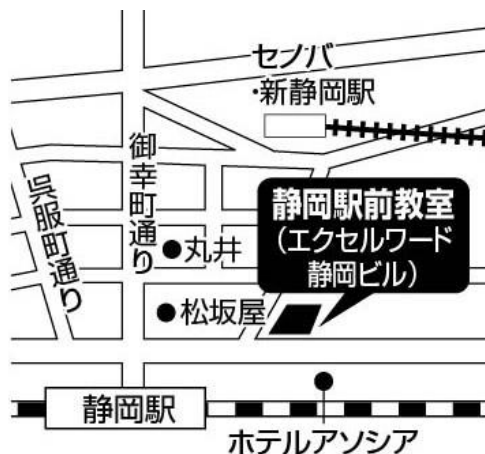 セノバ
・新静岡駅
御幸町通り
呉服町通り
静岡駅前教室
(エクセルワード
静岡ビル)
●丸井
●松坂屋
静岡駅
ホテルアソシア